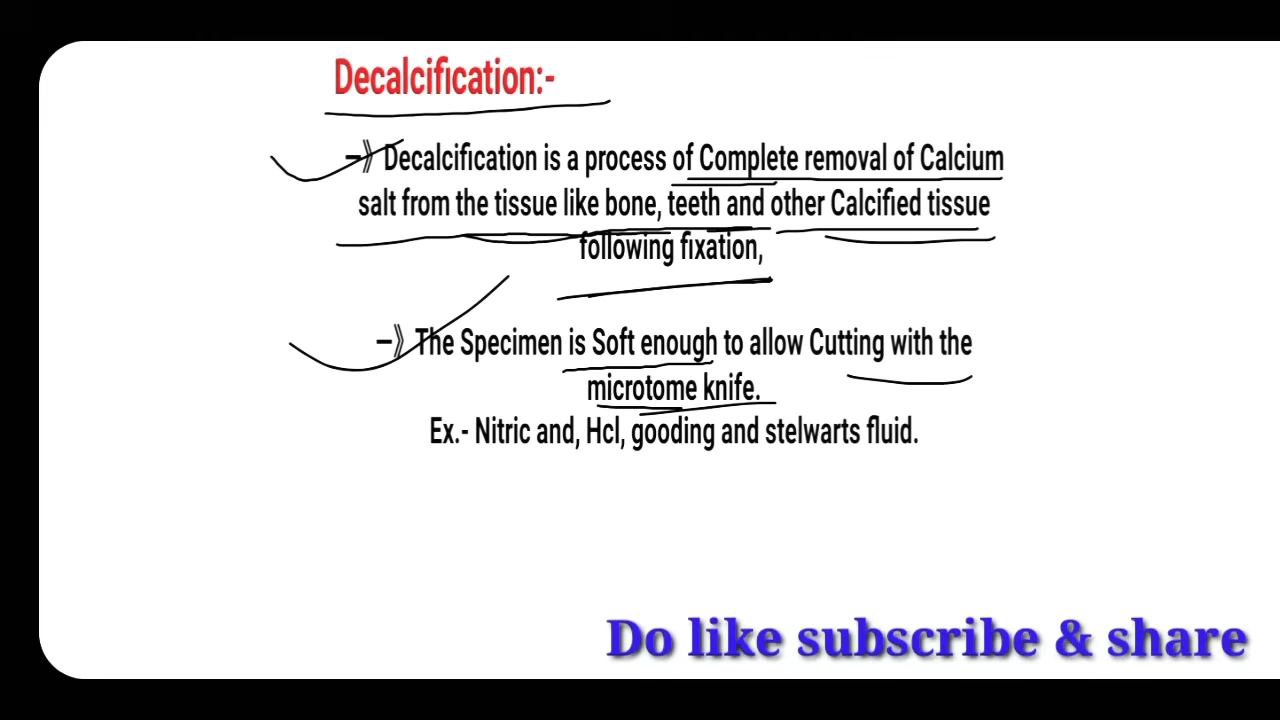 Decalcification:-
–》 Decalcification is a process of Complete removal of Calcium
salt from the tissue like bone, teeth and other Calcified tissue
following fixation,
–》 The Specimen is Soft enough to allow Cutting with the
microtome knife.
Ex.- Nitric and, Hcl, gooding and stelwarts fluid.
Do like subscribe & share